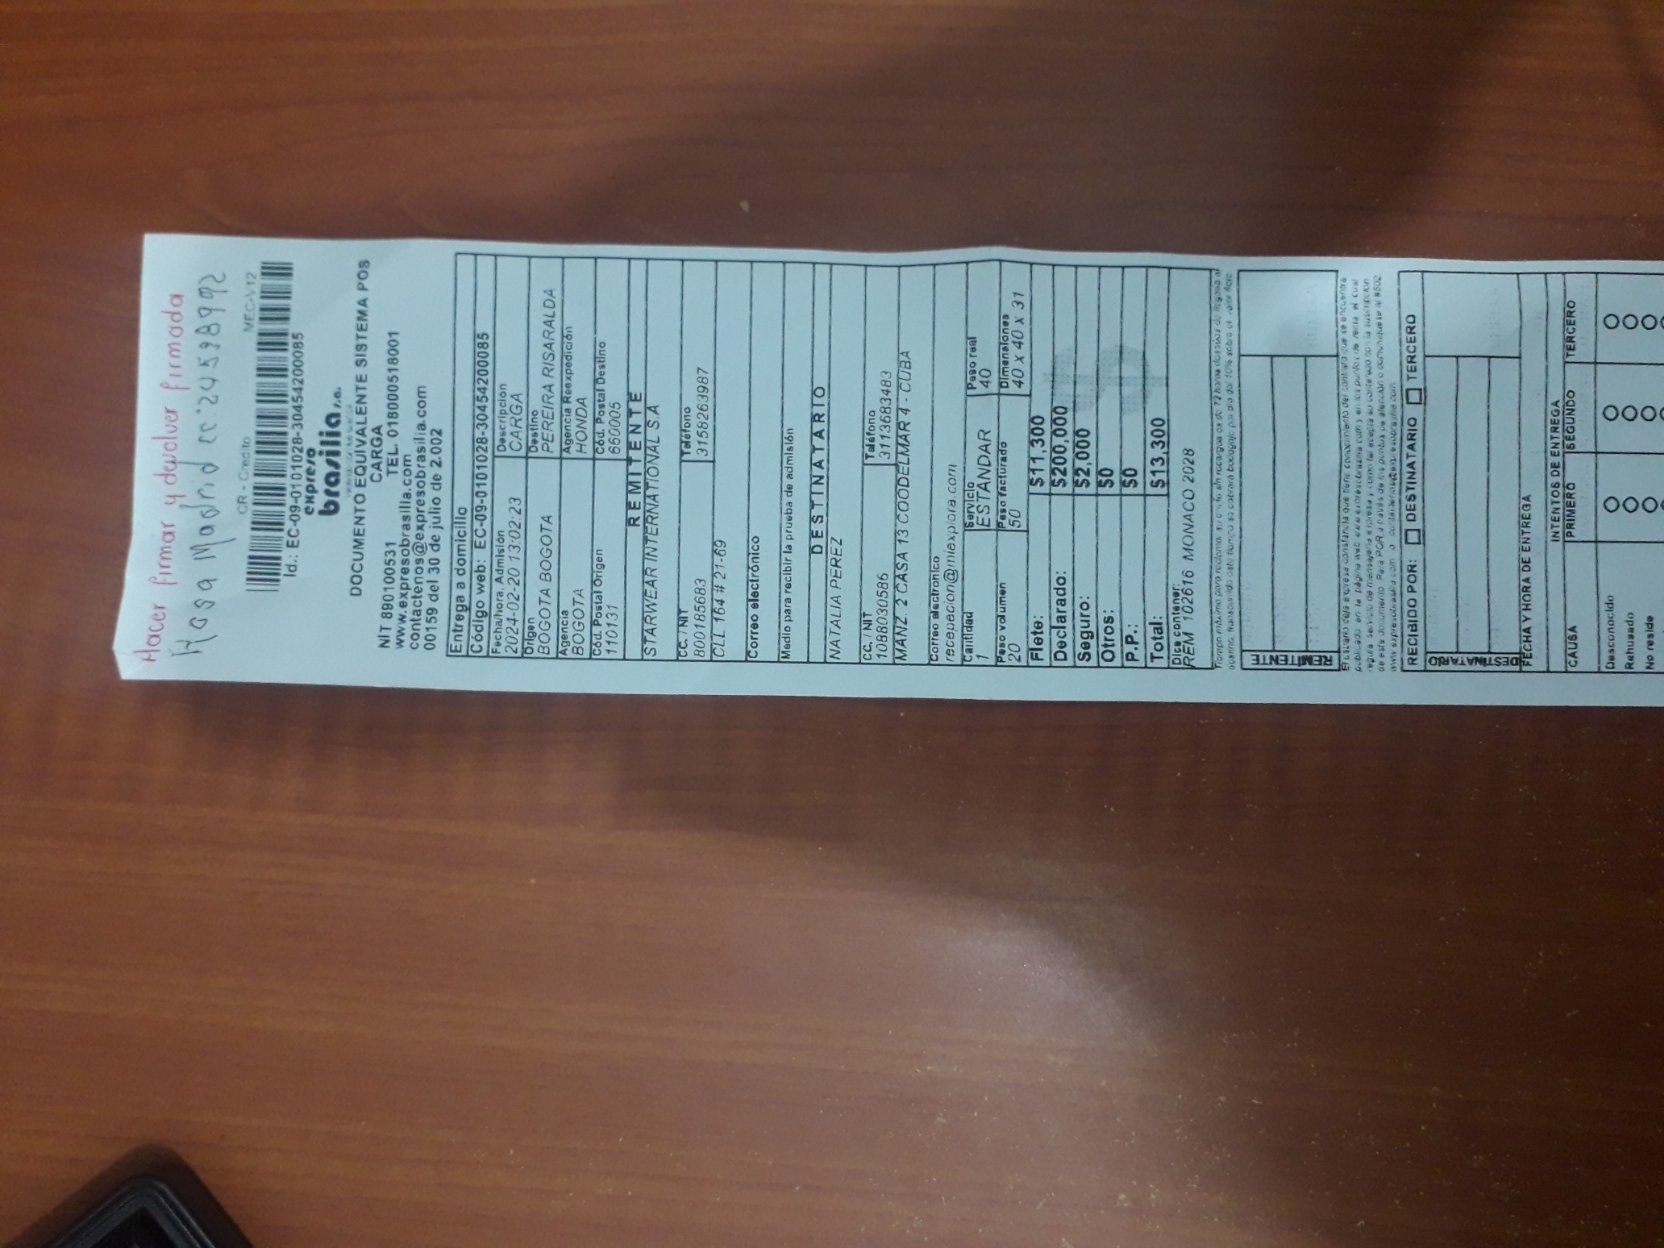 Hacer firmar y devolver firmada
Rosa Madrid cc. 24598992
CR - Credito MEC-V12
Id.: EC-09-0101028-30454200085
expreso
brasilia s.a.
DOCUMENTO EQUIVALENTE SISTEMA POS
CARGA
NIT 890100531 TEL. 018000518001
www.expresobrasilia.com
contactenos@expresobrasilia.com
00159 del 30 de julio de 2.002
Entrega a domicilio
Código web: EC-09-0101028-30454200085
Fecha/hora. Admisión Descripcion
2024-02-20 13:02:23 CARGA
Origen Destino
BOGOTA BOGOTA PEREIRA RISARALDA
Agencia Agencia Reexpedición
BOGOTA HONDA
Cód. Postal Origen Cód. Postal Destino
110131 660005
REMITENTE
STARWEAR INTERNATIONAL S A
CC. / NIT Teléfono
800185683 3158263987
CLL 164 # 21-69
Correo electrónico
Medio para recibir la prueba de admisión
DESTINATARIO
NATALIA PEREZ
CC. / NIT Teléfono
1088030586 3113683483
MANZ. 2 CASA 13 COODELMAR 4 - CUBA
Correo electronico
recepecion@miexplora.com
Cantidad Servicio Peso real
1 ESTANDAR 40
Peso volumen Peso facturado Dimensiones
20 50 40 x 40 x 31
Flete: $11,300
Declarado: $200,000
Seguro: $2,000
Otros: $0
P.P.: $0
Total: $13,300
Dice contener:
REM 102616 MONACO 2028
REMITENTE
RECIBIDO POR: DESTINATARIO TERCERO
DESTINATARIO
FECHA Y HORA DE ENTREGA
INTENTOS DE ENTREGA
CAUSA PRIMERO SEGUNDO TERCERO
Desconocido
Rehusado
No reside